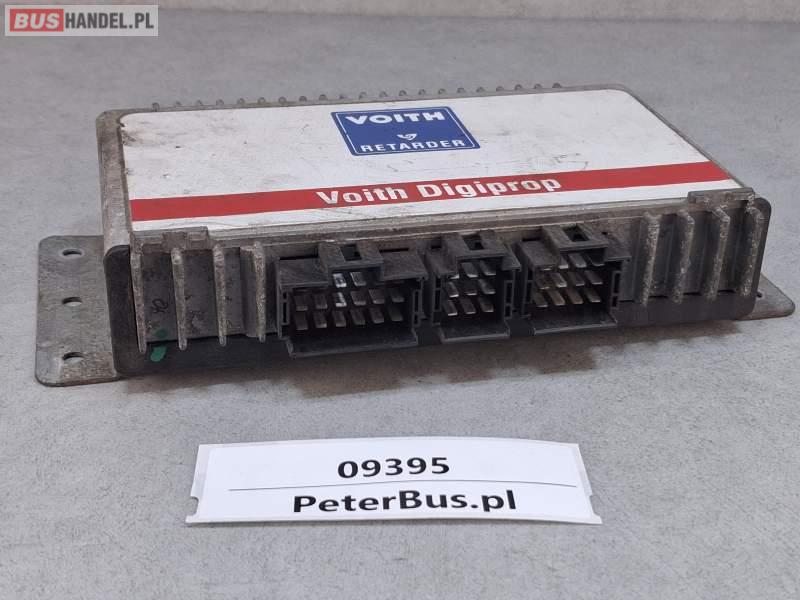 BUSHANDEL.PL
VOITH
RETARDER
Voith Digiprop
09395
PeterBus.pl